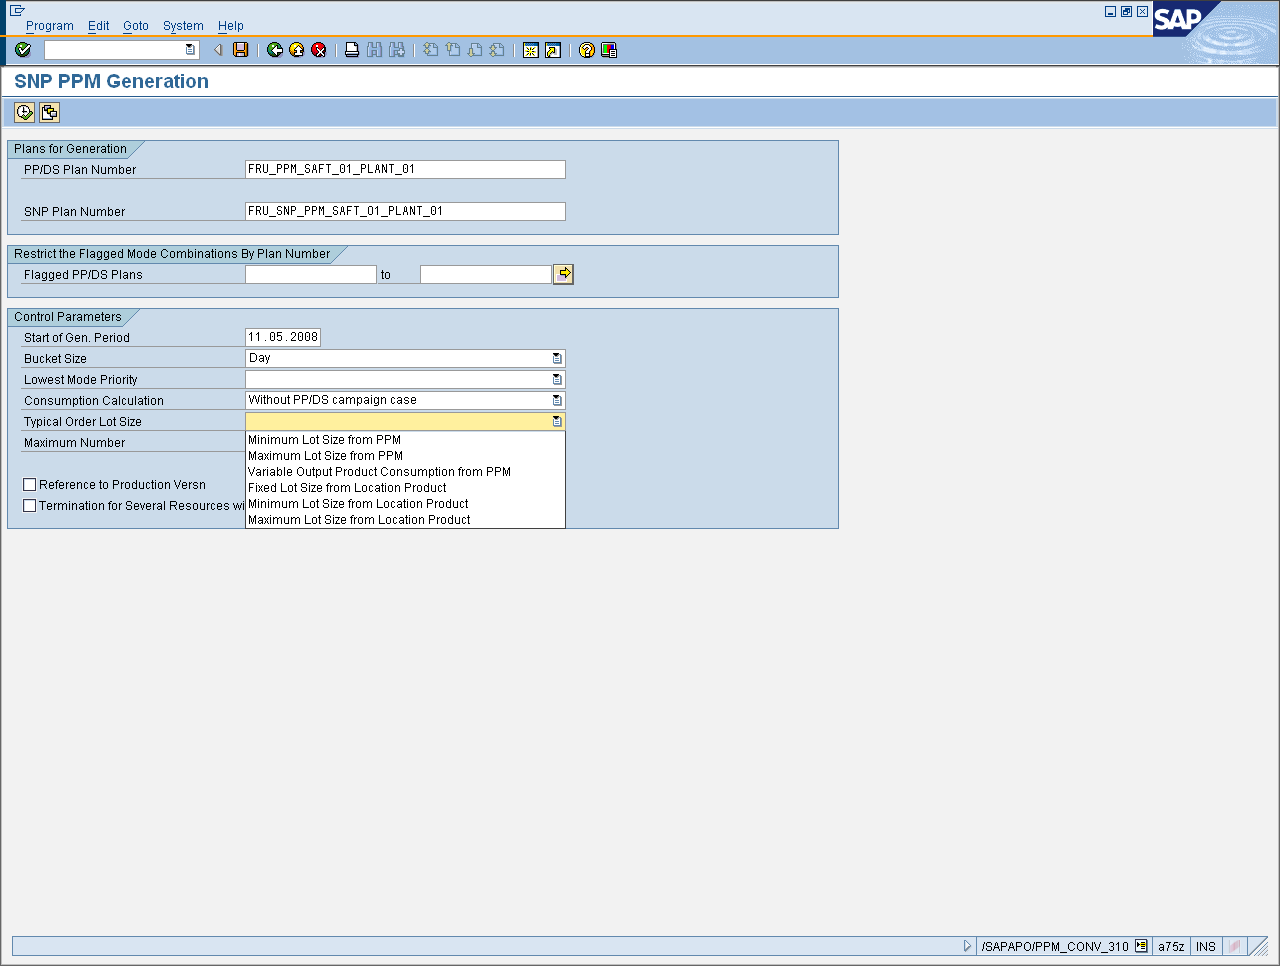 Program Edit Goto System Help
SAP
SNP PPM Generation
Plans for Generation
PP/DS Plan Number FRU_PPM_SAFT_01_PLANT_01
SNP Plan Number FRU_SNP_PPM_SAFT_01_PLANT_01
Restrict the Flagged Mode Combinations By Plan Number
Flagged PP/DS Plans to
Control Parameters
Start of Gen. Period 11.05.2008
Bucket Size Day
Lowest Mode Priority
Consumption Calculation Without PP/DS campaign case
Typical Order Lot Size
Minimum Lot Size from PPM
Maximum Number
Maximum Lot Size from PPM
Variable Output Product Consumption from PPM
Reference to Production Versn
Fixed Lot Size from Location Product
Termination for Several Resources wi
Minimum Lot Size from Location Product
Maximum Lot Size from Location Product
/SAPAPO/PPM_CONV_310 a75z INS